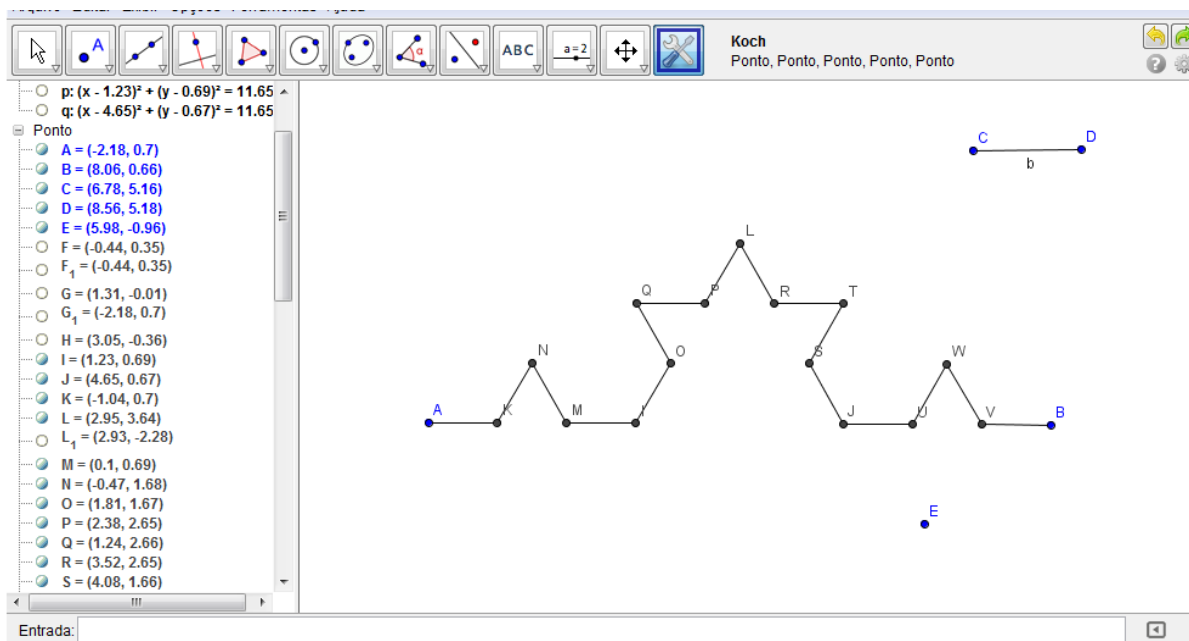 Koch
Ponto, Ponto, Ponto, Ponto, Ponto
A
α
ABC
a=2
?
p: (x - 1.23)² + (y - 0.69)² = 11.65
q: (x - 4.65)² + (y - 0.67)² = 11.65
Ponto
A = (-2.18, 0.7)
B = (8.06, 0.66)
C = (6.78, 5.16)
D = (8.56, 5.18)
E = (5.98, -0.96)
F = (-0.44, 0.35)
F₁ = (-0.44, 0.35)
G = (1.31, -0.01)
G₁ = (-2.18, 0.7)
H = (3.05, -0.36)
I = (1.23, 0.69)
J = (4.65, 0.67)
K = (-1.04, 0.7)
L = (2.95, 3.64)
L₁ = (2.93, -2.28)
M = (0.1, 0.69)
N = (-0.47, 1.68)
O = (1.81, 1.67)
P = (2.38, 2.65)
Q = (1.24, 2.66)
R = (3.52, 2.65)
S = (4.08, 1.66)
C D
b
L
Q P R T
N O S W
A K M I J U V B
E
Entrada: